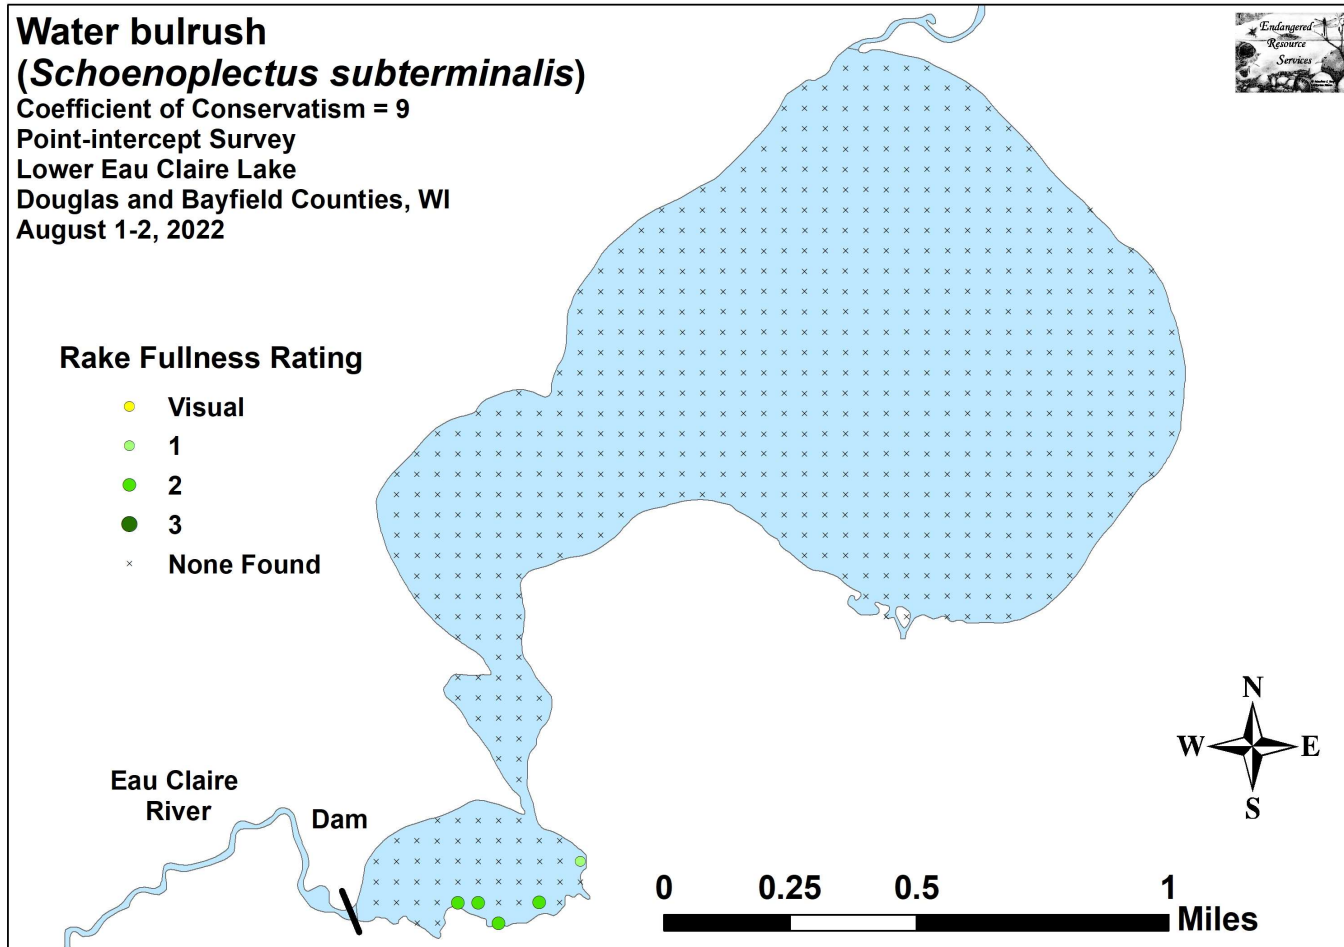 Water bulrush
(Schoenoplectus subterminalis)
Coefficient of Conservatism = 9
Point-intercept Survey
Lower Eau Claire Lake
Douglas and Bayfield Counties, WI
August 1-2, 2022
Endangered
Resource
Services
Rake Fullness Rating
Visual
1
2
3
None Found
Eau Claire
River
Dam
N
W E
S
0 0.25 0.5 1
Miles